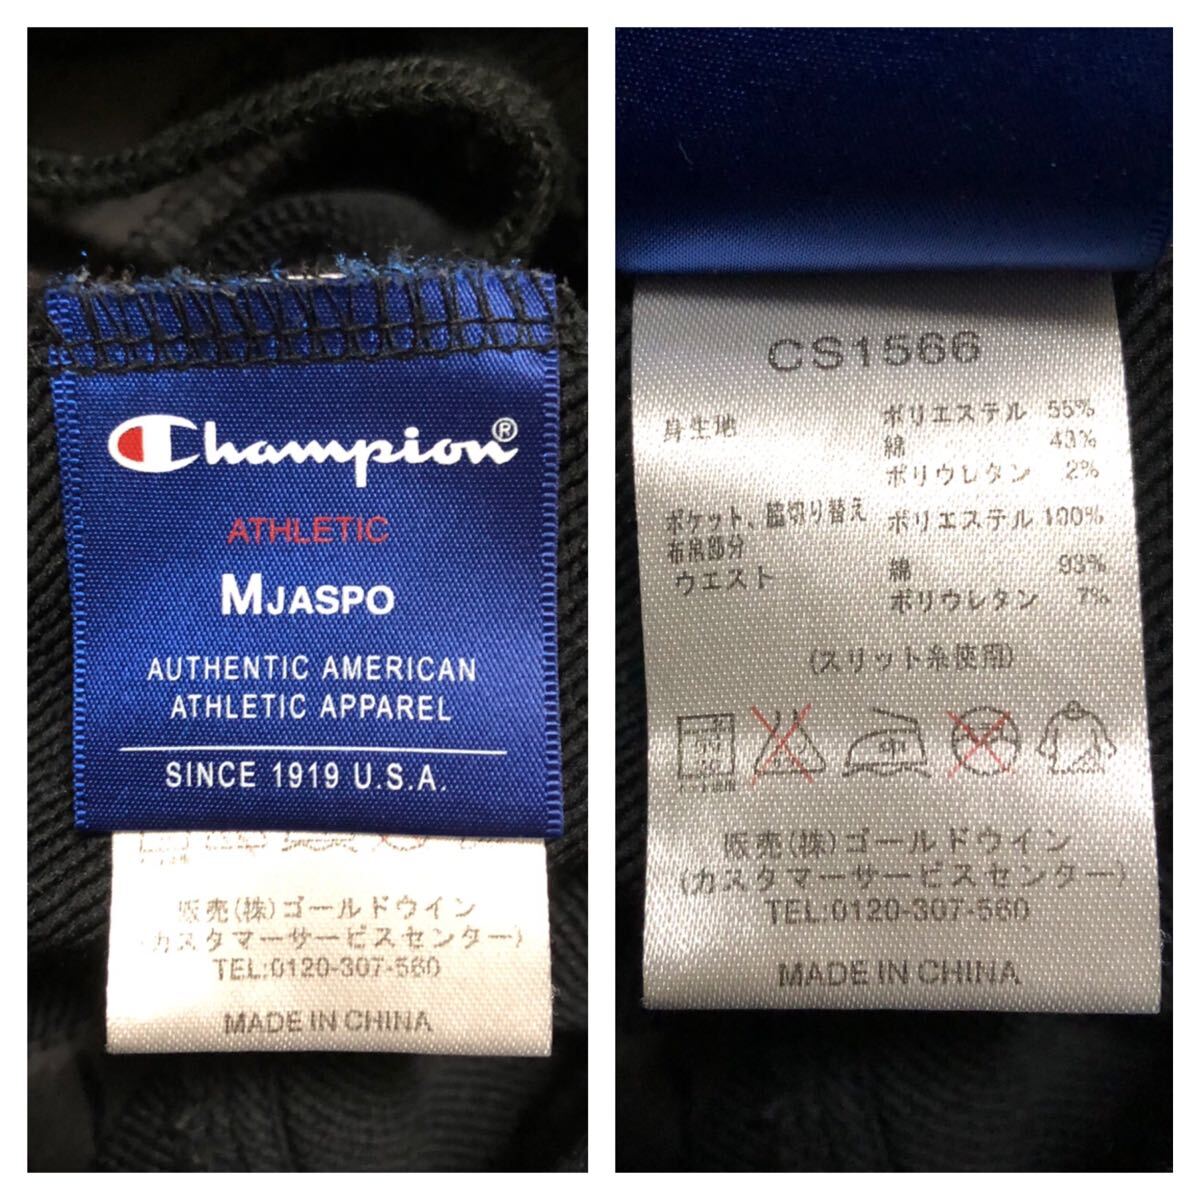 Champion®
ATHLETIC
MJASPO
AUTHENTIC AMERICAN
ATHLETIC APPAREL
SINCE 1919 U.S.A.
販売(株)ゴールドウイン
(カスタマーサービスセンター)
TEL:0120-307-560
MADE IN CHINA
CS1566
身生地 ポリエステル 55%
綿 43%
ポリウレタン 2%
ポケット、脇切り替え布帛部分 ポリエステル 100%
ウエスト 綿 93%
ポリウレタン 7%
(スリット糸使用)
中
販売(株)ゴールドウイン
(カスタマーサービスセンター)
TEL:0120-307-560
MADE IN CHINA